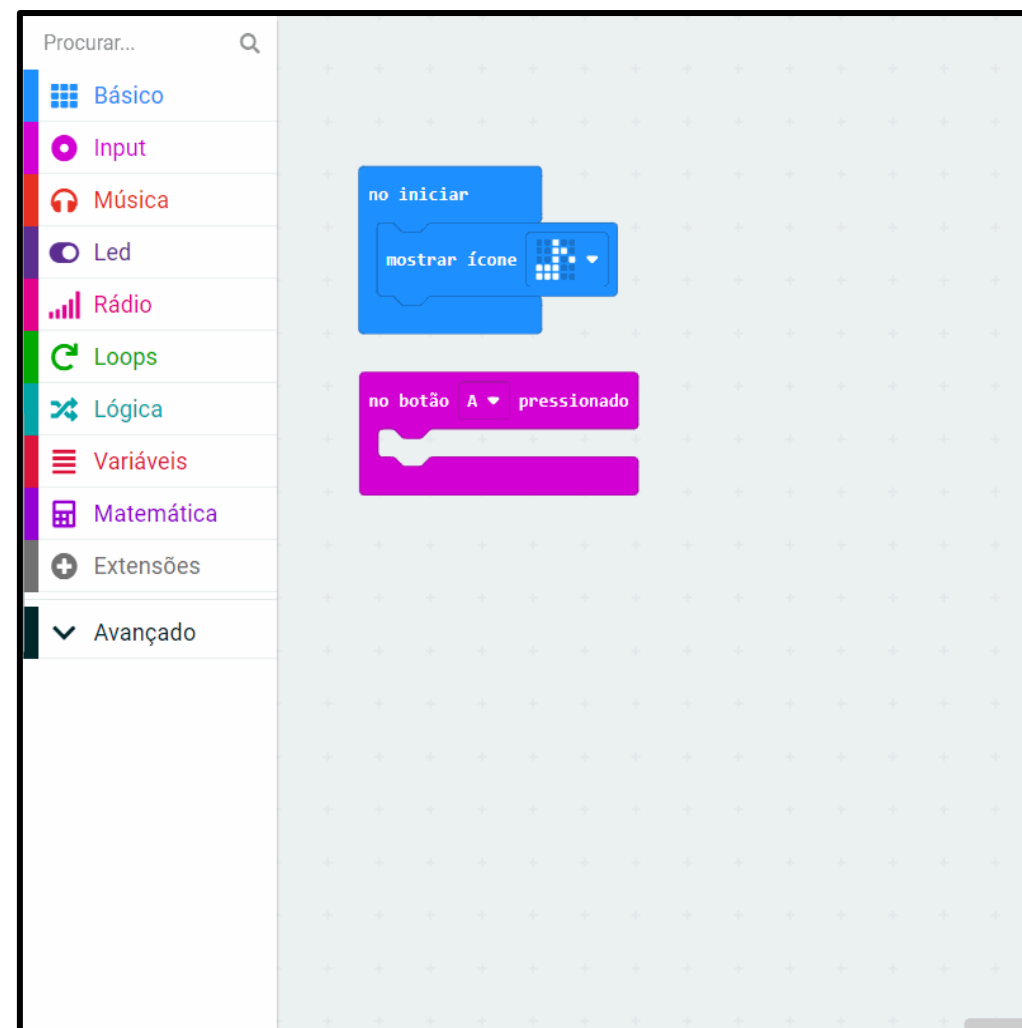 Procurar...
Básico
Input
Música
Led
Rádio
Loops
Lógica
Variáveis
Matemática
Extensões
Avançado
no iniciar
mostrar ícone
no botão A pressionado